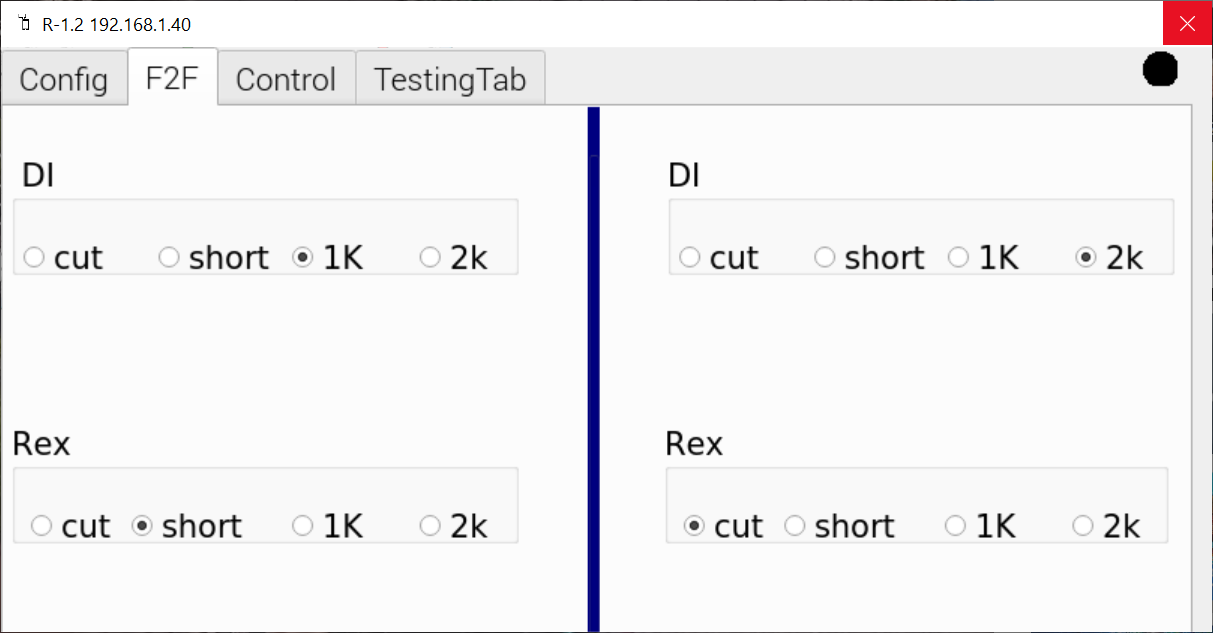 R-1.2 192.168.1.40
Config F2F Control TestingTab
DI
cut short 1K 2k
DI
cut short 1K 2k
Rex
cut short 1K 2k
Rex
cut short 1K 2k